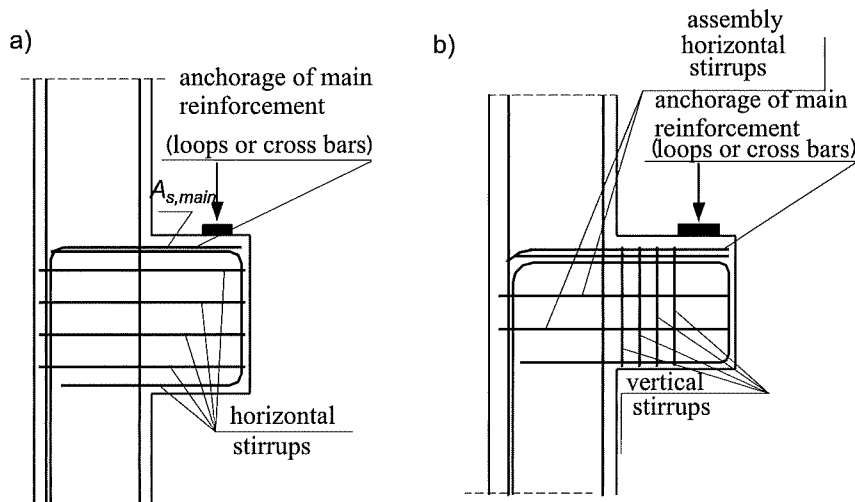 a)
anchorage of main
reinforcement
(loops or cross bars)
As,main
horizontal
stirrups
b)
assembly
horizontal
stirrups
anchorage of main
reinforcement
(loops or cross bars)
vertical
stirrups